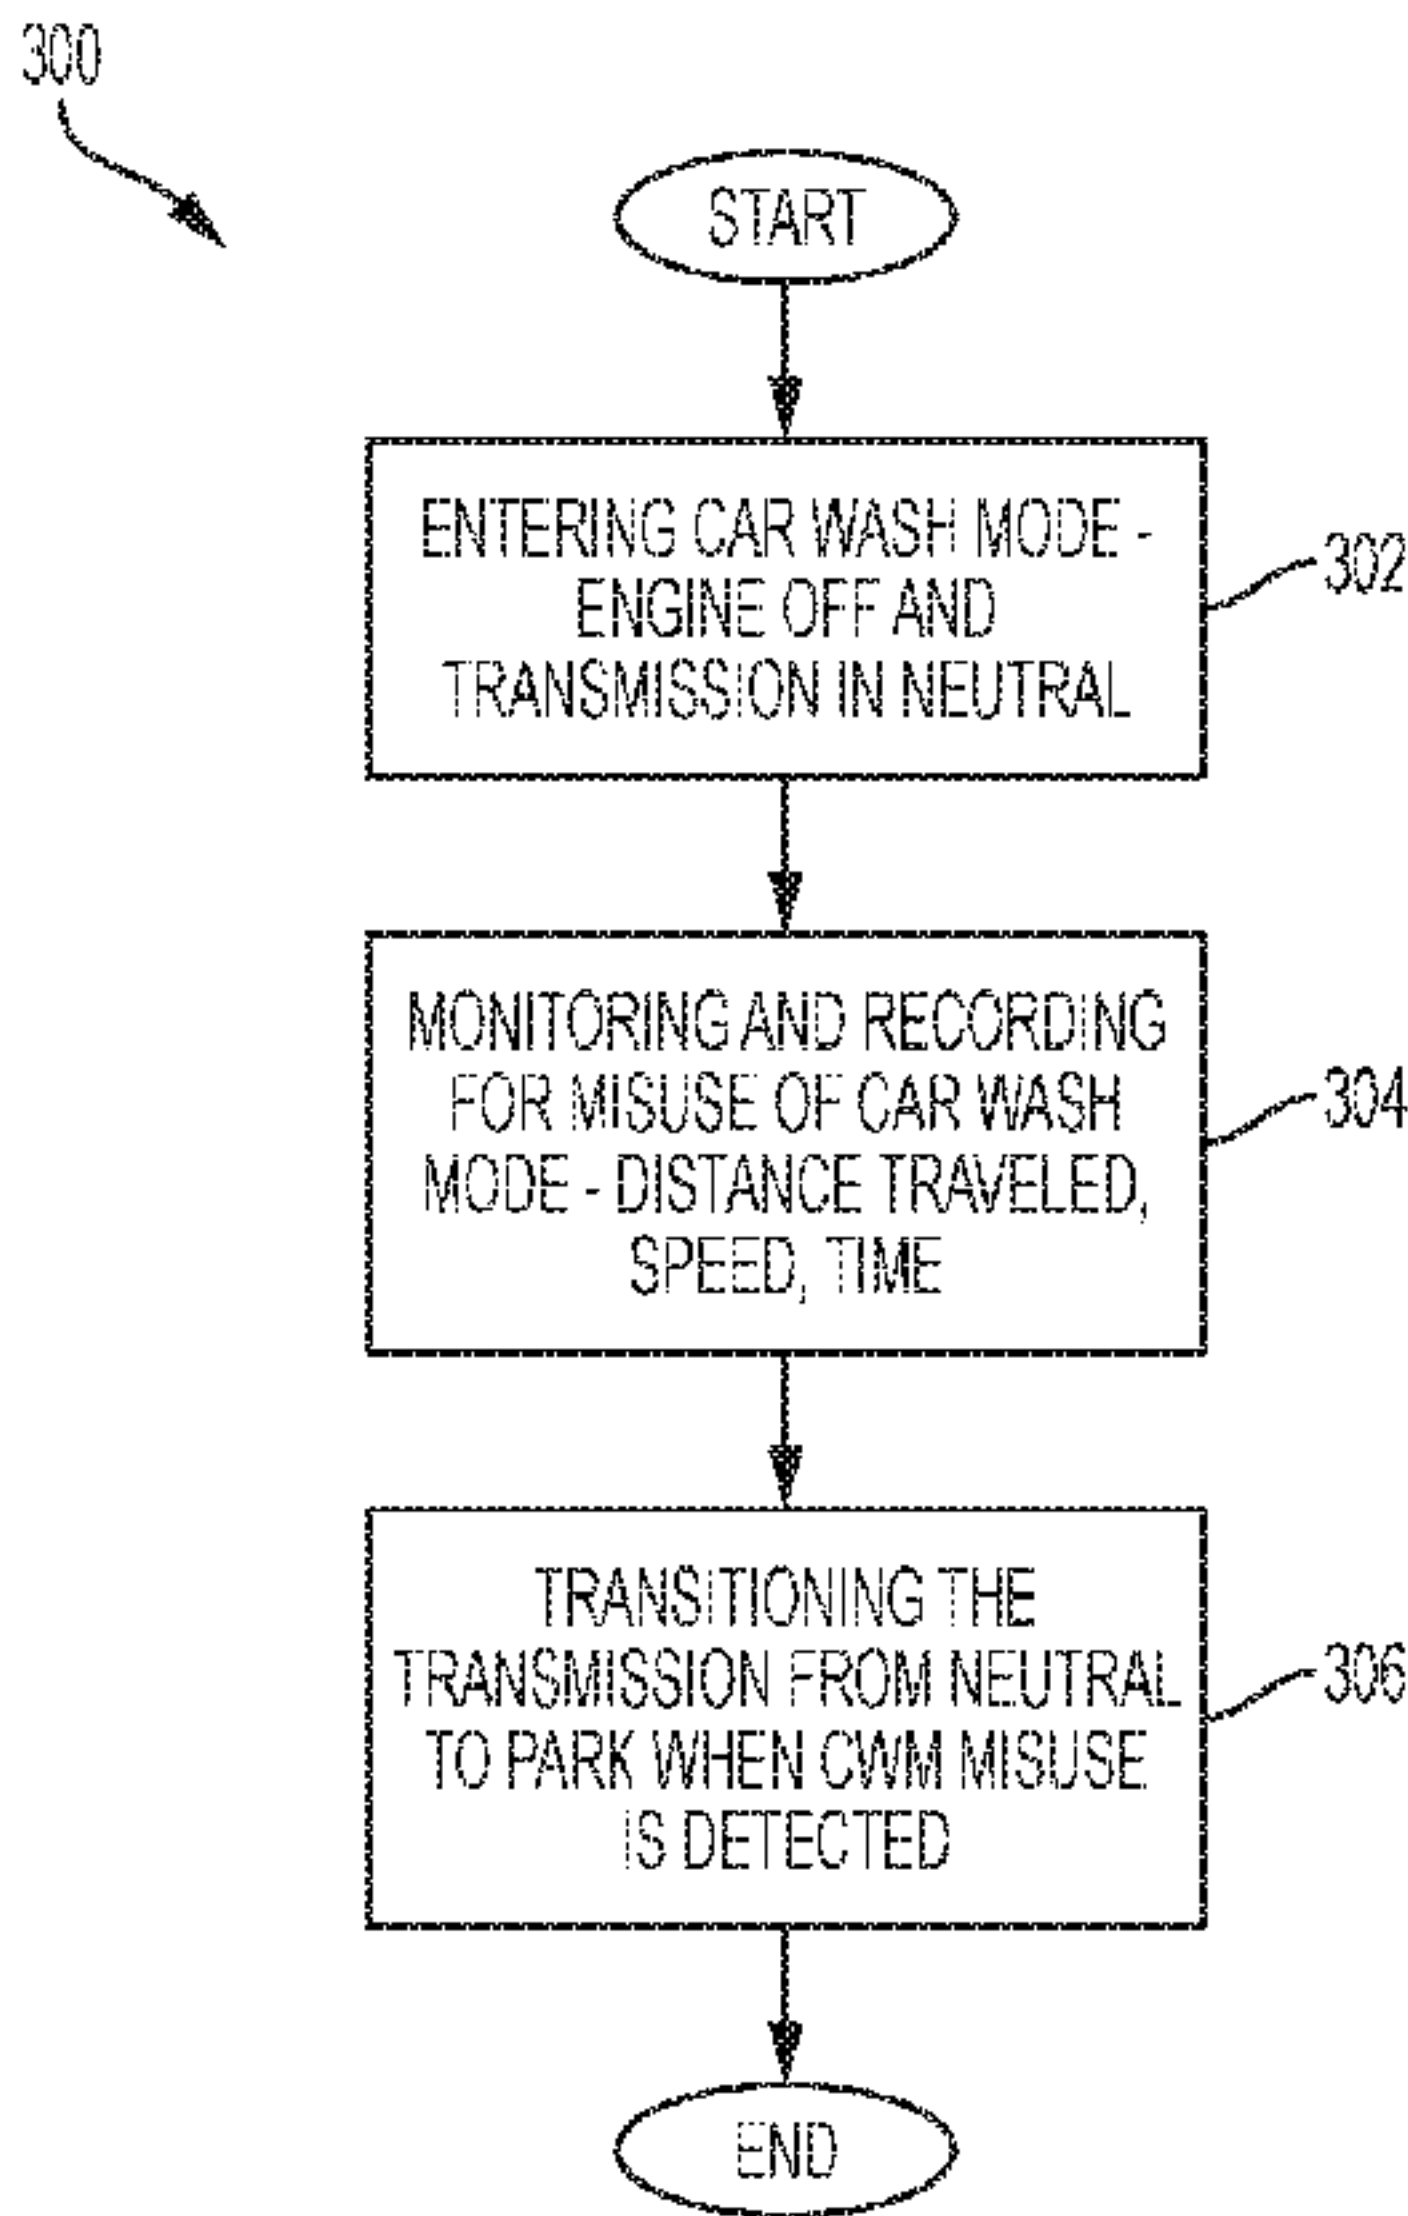 300
START
ENTERING CAR WASH MODE -
ENGINE OFF AND
TRANSMISSION IN NEUTRAL
302
MONITORING AND RECORDING
FOR MISUSE OF CAR WASH
MODE - DISTANCE TRAVELED,
SPEED, TIME
304
TRANSITIONING THE
TRANSMISSION FROM NEUTRAL
TO PARK WHEN CWM MISUSE
IS DETECTED
306
END